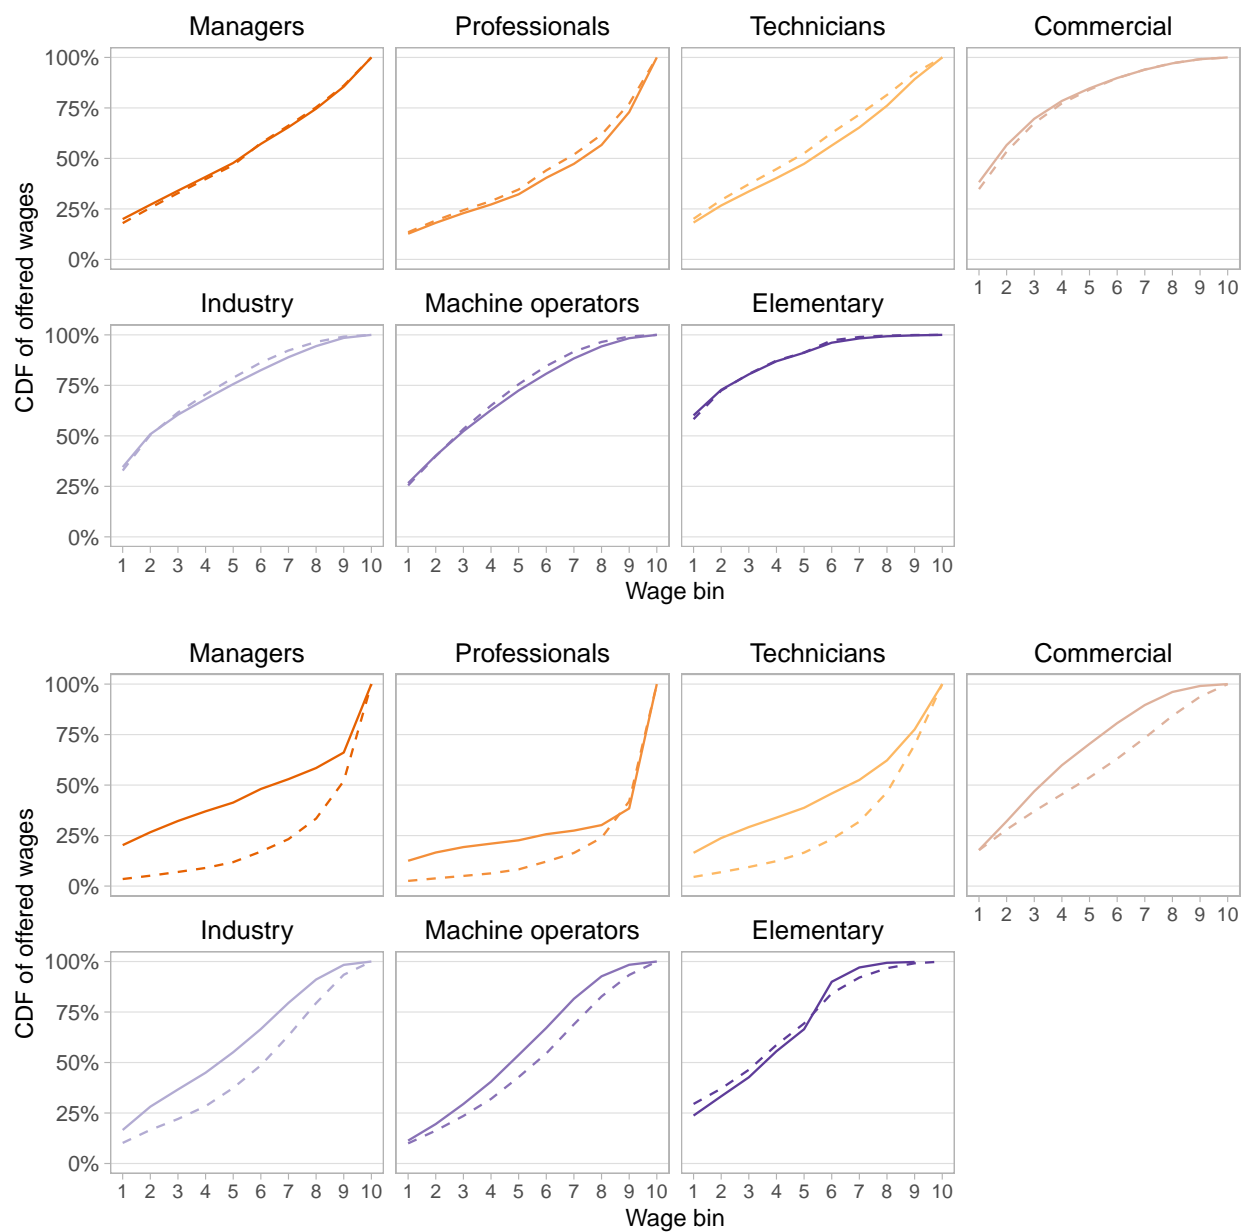 Managers Professionals Technicians Commercial
100%
75%
50%
25%
0%
1 2 3 4 5 6 7 8 9 10
Industry Machine operators Elementary
100%
75%
50%
25%
0%
1 2 3 4 5 6 7 8 9 10 1 2 3 4 5 6 7 8 9 10 1 2 3 4 5 6 7 8 9 10
Wage bin
CDF of offered wages
Managers Professionals Technicians Commercial
100%
75%
50%
25%
0%
1 2 3 4 5 6 7 8 9 10
Industry Machine operators Elementary
100%
75%
50%
25%
0%
1 2 3 4 5 6 7 8 9 10 1 2 3 4 5 6 7 8 9 10 1 2 3 4 5 6 7 8 9 10
Wage bin
CDF of offered wages